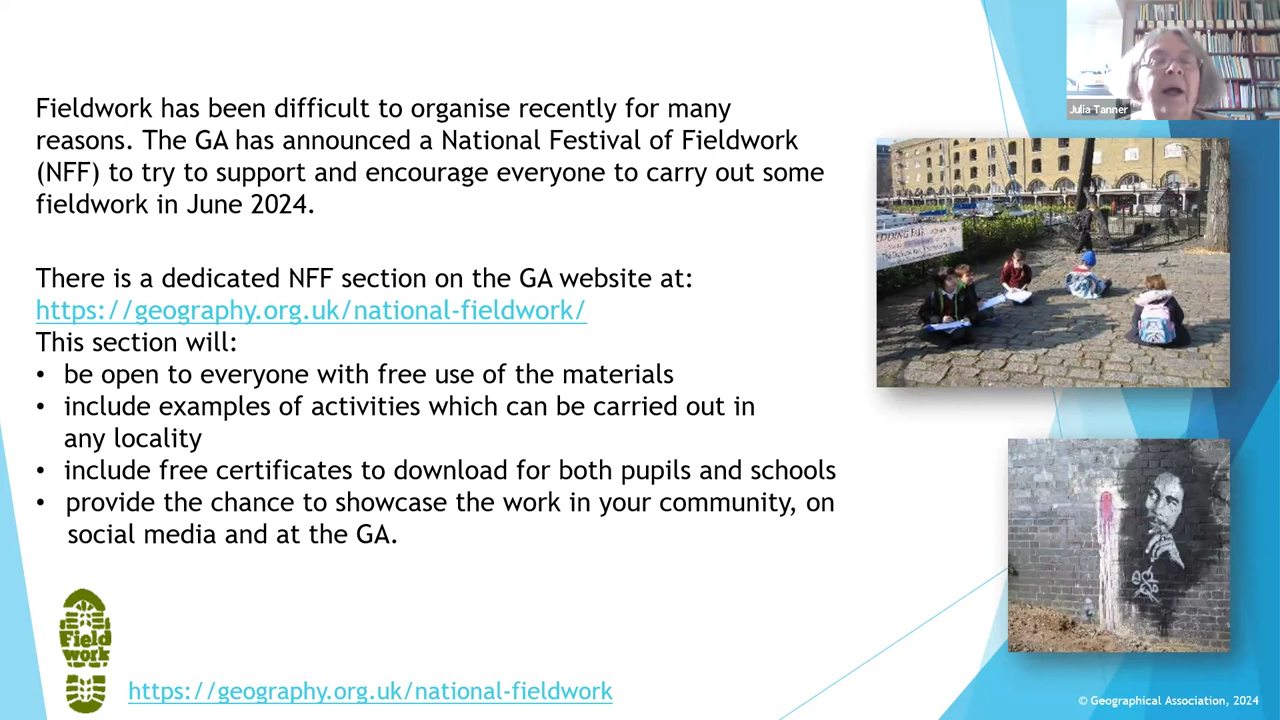 Fieldwork has been difficult to organise recently for many
reasons. The GA has announced a National Festival of Fieldwork
(NFF) to try to support and encourage everyone to carry out some
fieldwork in June 2024.
There is a dedicated NFF section on the GA website at:
https://geography.org.uk/national-fieldwork/
This section will:
• be open to everyone with free use of the materials
• include examples of activities which can be carried out in
any locality
• include free certificates to download for both pupils and schools
• provide the chance to showcase the work in your community, on
social media and at the GA.
Field
work
https://geography.org.uk/national-fieldwork
Julia Tanner
© Geographical Association, 2024